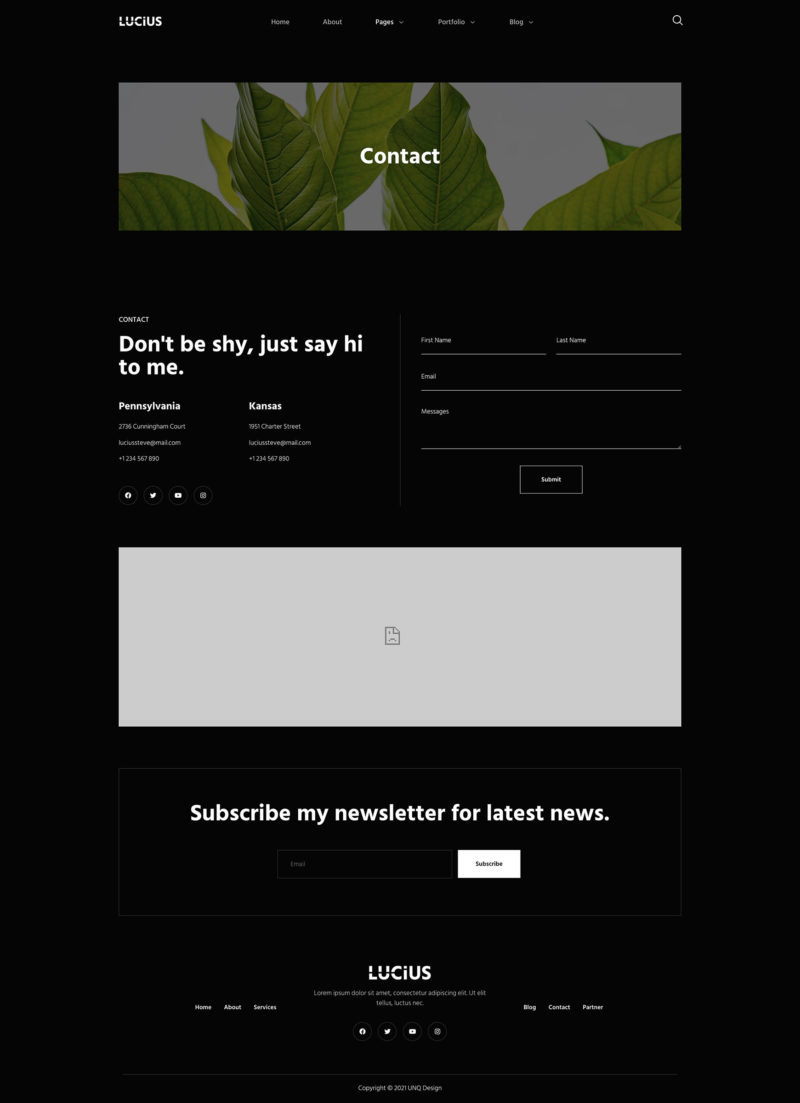 LUCiUS
Home About Pages Portfolio Blog
Contact
CONTACT
Don't be shy, just say hi
to me.
Pennsylvania
2736 Cunningham Court
luciussteve@mail.com
+1 234 567 890
Kansas
1951 Charter Street
luciussteve@mail.com
+1 234 567 890
First Name Last Name
Email
Messages
Submit
Subscribe my newsletter for latest news.
Email Subscribe
LUCiUS
Lorem ipsum dolor sit amet, consectetur adipiscing elit. Ut elit
tellus, luctus nec.
Home About Services
Blog Contact Partner
Copyright © 2021 UNQ Design